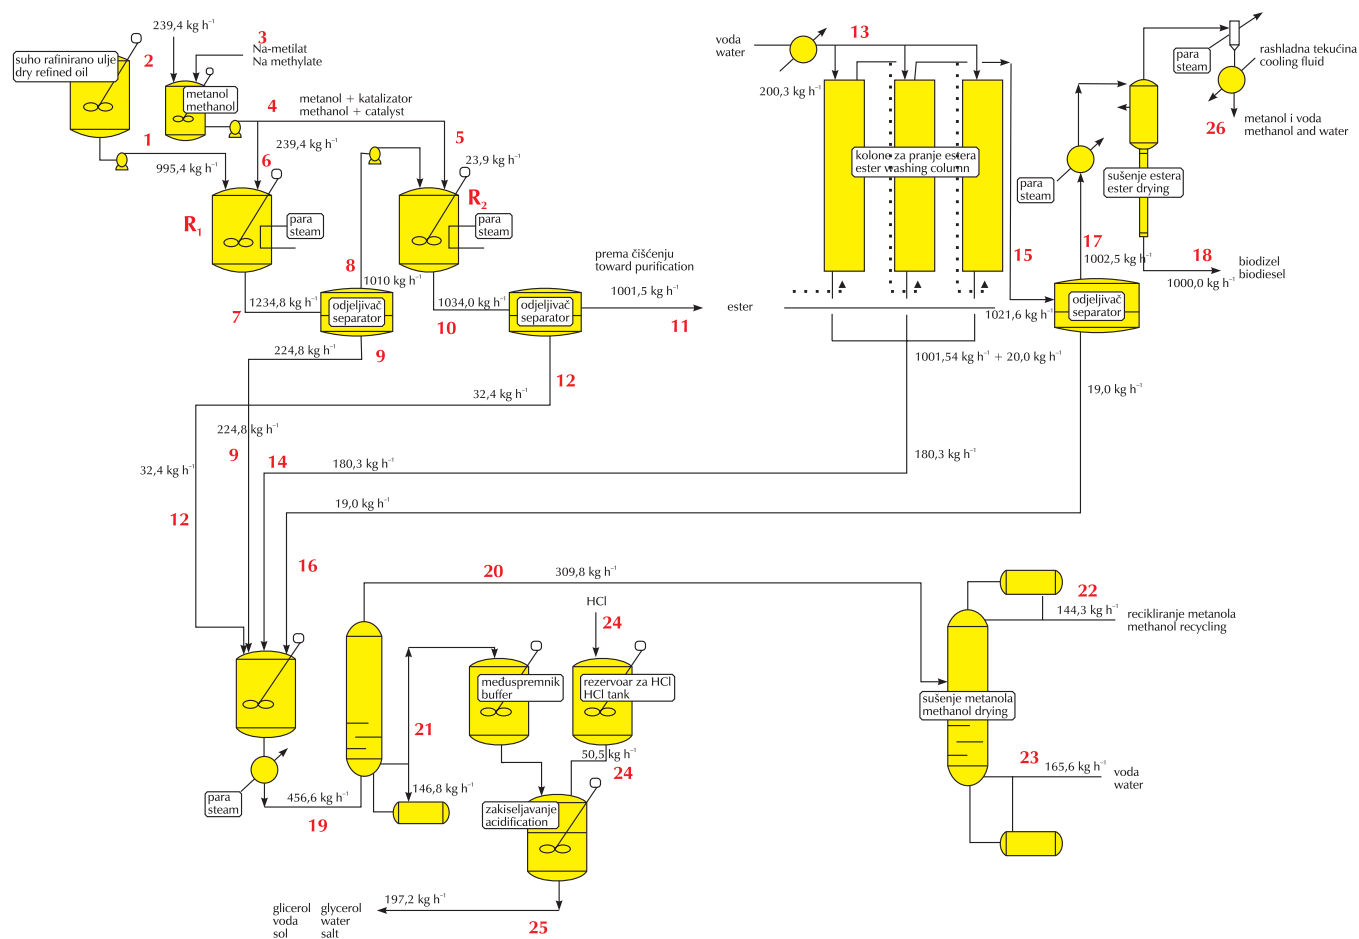 239,4 kg h⁻¹
3
Na-metilat
Na methylate
2
suho rafinirano ulje
dry refined oil
metanol
methanol
4
metanol + katalizator
methanol + catalyst
1
995,4 kg h⁻¹
6
239,4 kg h⁻¹
5
23,9 kg h⁻¹
R₁
para
steam
R₂
para
steam
8
1010 kg h⁻¹
7
1234,8 kg h⁻¹
odjeljivač
separator
9
224,8 kg h⁻¹
10
1034,0 kg h⁻¹
odjeljivač
separator
prema čišćenju
toward purification
1001,5 kg h⁻¹
11
12
32,4 kg h⁻¹
voda
water
13
200,3 kg h⁻¹
kolone za pranje estera
ester washing column
ester
15
1021,6 kg h⁻¹
1001,54 kg h⁻¹ + 20,0 kg h⁻¹
para
steam
rashladna tekućina
cooling fluid
26
metanol i voda
methanol and water
para
steam
sušenje estera
ester drying
17
1002,5 kg h⁻¹
18
1000,0 kg h⁻¹
biodizel
biodiesel
odjeljivač
separator
19,0 kg h⁻¹
224,8 kg h⁻¹
9
32,4 kg h⁻¹
12
14
180,3 kg h⁻¹
180,3 kg h⁻¹
19,0 kg h⁻¹
16
20
309,8 kg h⁻¹
HCl
24
međuspremnik
buffer
rezervoar za HCl
HCl tank
21
50,5 kg h⁻¹
24
146,8 kg h⁻¹
para
steam
456,6 kg h⁻¹
19
zakiseljavanje
acidification
197,2 kg h⁻¹
25
glicerol glycerol
voda water
sol salt
22
144,3 kg h⁻¹
recikliranje metanola
methanol recycling
sušenje metanola
methanol drying
23
165,6 kg h⁻¹
voda
water